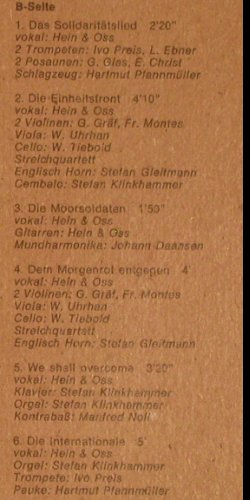 B-Seite
1. Das Solidaritätslied 2'20"
vokal: Hein & Oss
2 Trompeten: Ivo Preis, L. Ebner
2 Posaunen: G. Glas, E. Christ
Schlagzeug: Hartmut Pfannmüller
2. Die Einheitsfront 4'10"
vokal: Hein & Oss
2 Violinen: G. Gräf, Fr. Montes
Viola: W. Uhrhan
Cello: W. Tiebold
Streichquartett
Englisch Horn: Stefan Gleitmann
Cembalo: Stefan Klinkhammer
3. Die Moorsoldaten 1'50"
vokal: Hein & Oss
Gitarren: Hein & Oss
Mundharmonika: Johann Daansen
4. Dem Morgenrot entgegen 4'
vokal: Hein & Oss
2 Violinen: G. Gräf, Fr. Montes
Viola: W. Uhrhan
Cello: W. Tiebold
Streichquartett
Englisch Horn: Stefan Gleitmann
5. We shall overcome 3'20"
vokal: Hein & Oss
Klavier: Stefan Klinkhammer
Orgel: Stefan Klinkhammer
Kontrabaß: Manfred Noll
6. Die Internationale 5'
vokal: Hein & Oss
Orgel: Stefan Klinkhammer
Trompete: Ivo Preis
Pauke: Hartmut Pfannmüller